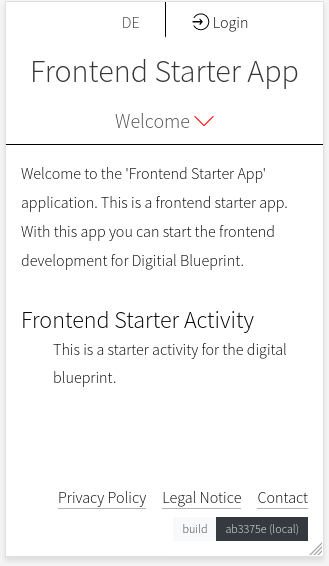 DE
Login
Frontend Starter App
Welcome
Welcome to the 'Frontend Starter App'
application. This is a frontend starter app.
With this app you can start the frontend
development for Digitial Blueprint.
Frontend Starter Activity
This is a starter activity for the digital
blueprint.
Privacy Policy Legal Notice Contact
build ab3375e (local)